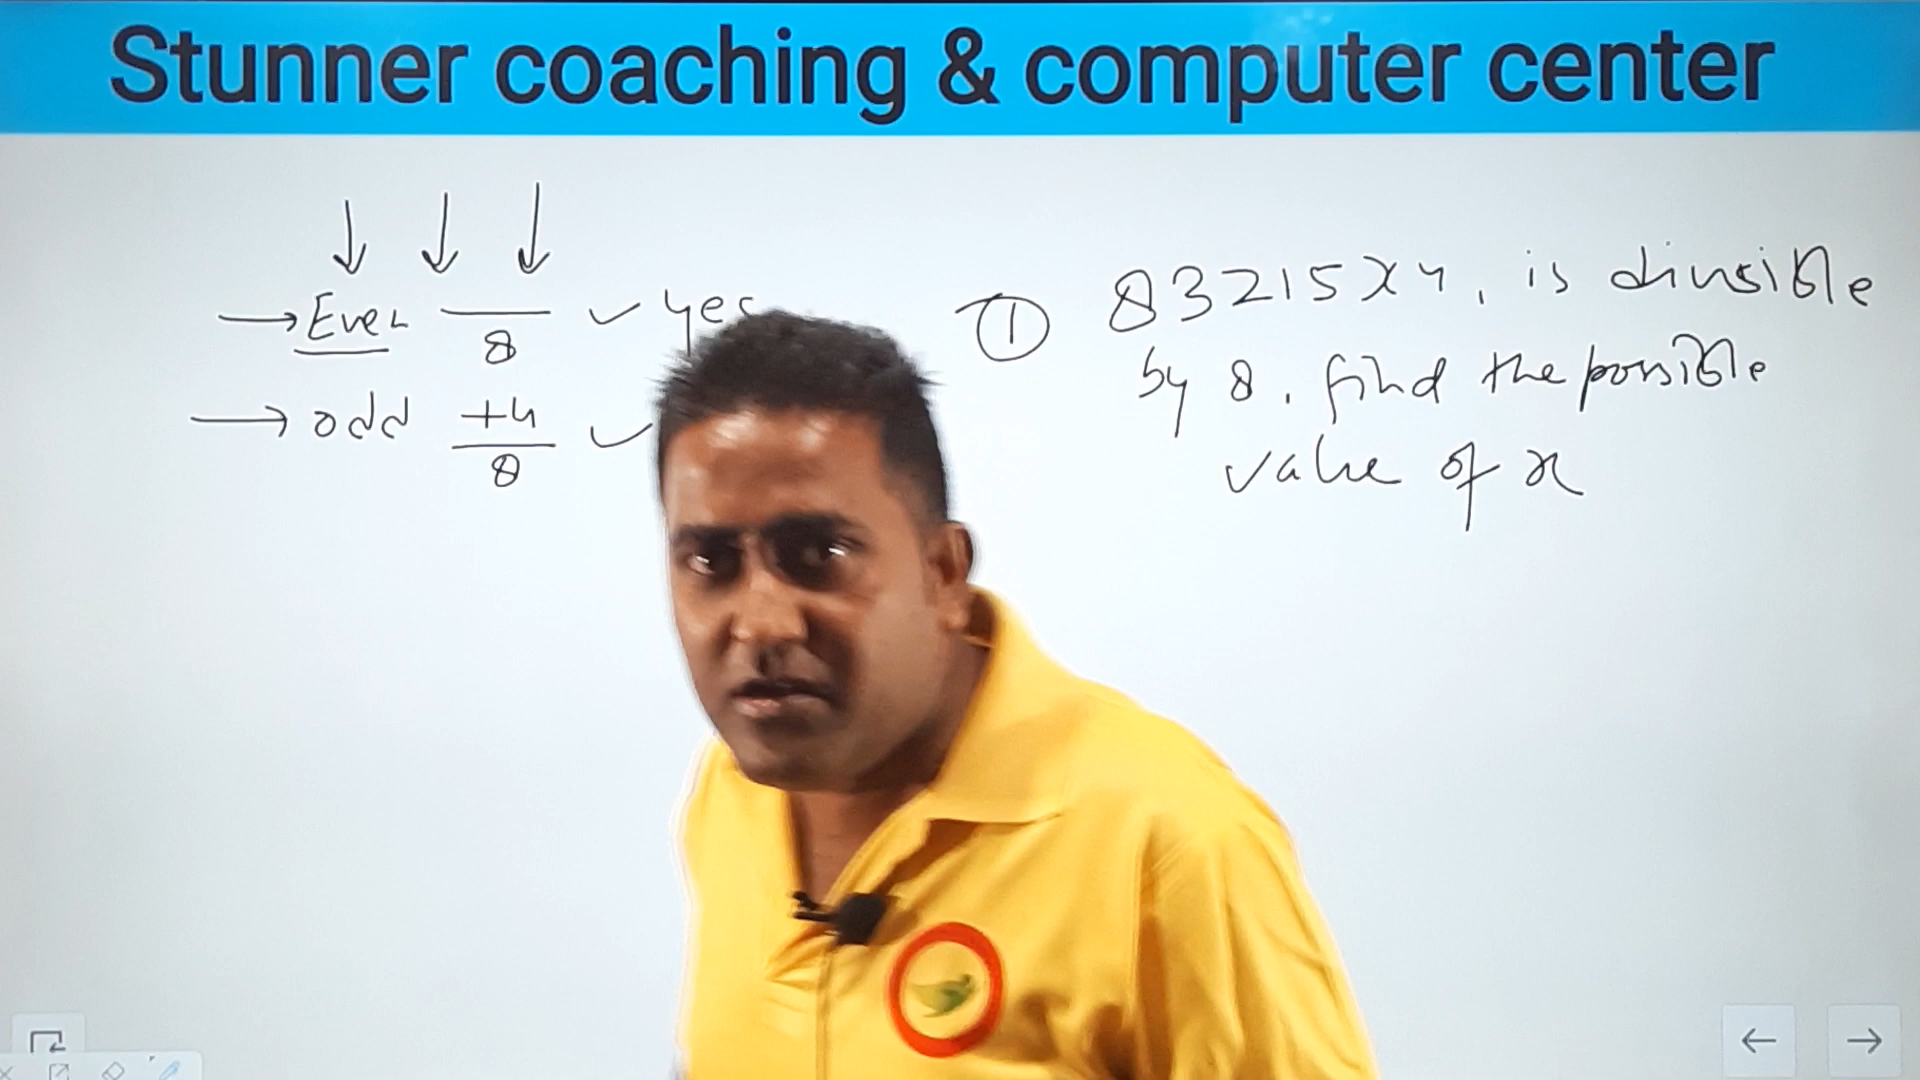 Stunner coaching & computer center
→ Even /8 ✓ yes
→ odd +4/8 ✓
① 83215x4, is divisible
by 8. find the possible
value of x